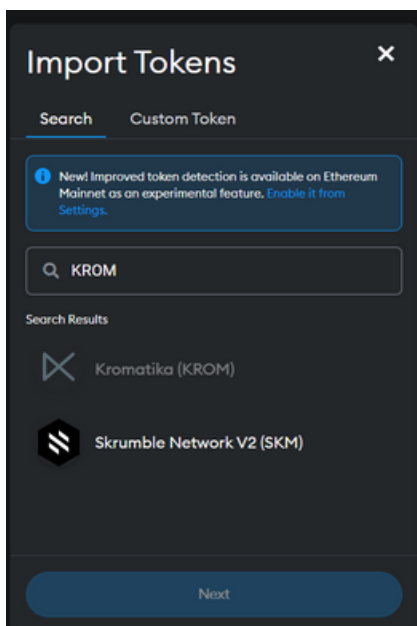 Import Tokens
Search Custom Token
New! Improved token detection is available on Ethereum
Mainnet as an experimental feature. Enable it from
Settings.
KROM
Search Results
Kromatika (KROM)
Skrumble Network V2 (SKM)
Next